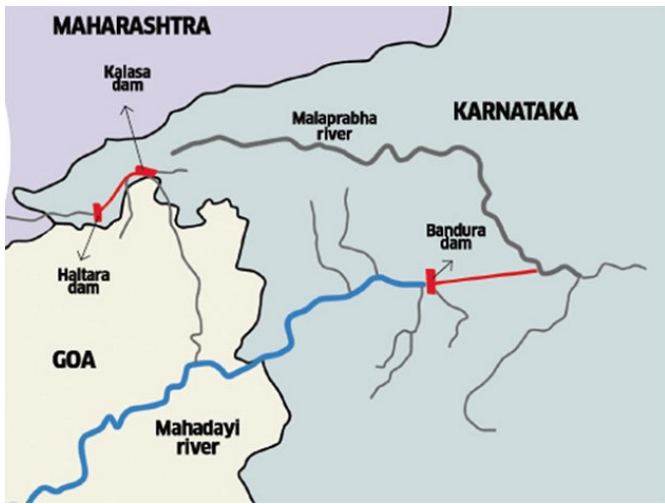 MAHARASHTRA
Kalasa
dam
Malaprabha
river
KARNATAKA
Bandura
dam
Haltara
dam
GOA
Mahadayi
river